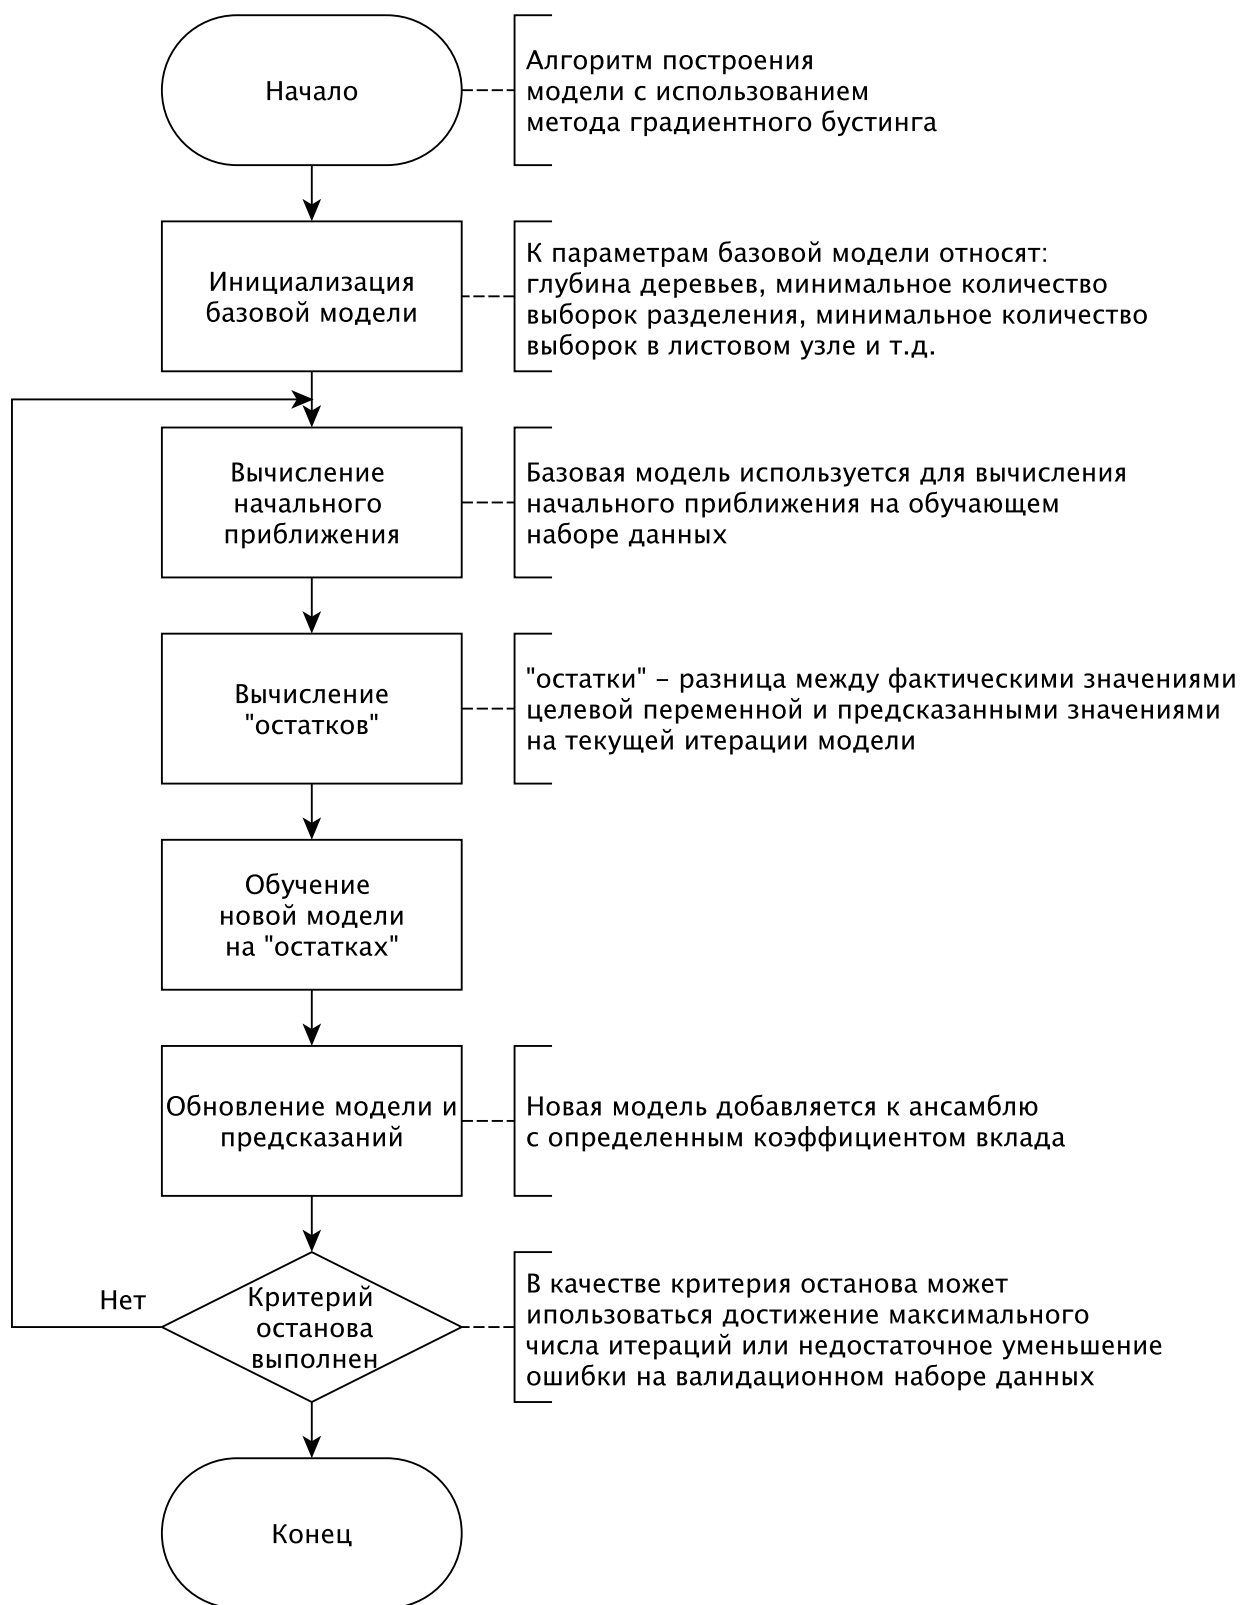 Начало
Алгоритм построения
модели с использованием
метода градиентного бустинга
Инициализация
базовой модели
К параметрам базовой модели относят:
глубина деревьев, минимальное количество
выборок разделения, минимальное количество
выборок в листовом узле и т.д.
Вычисление
начального
приближения
Базовая модель используется для вычисления
начального приближения на обучающем
наборе данных
Вычисление
"остатков"
"остатки" – разница между фактическими значениями
целевой переменной и предсказанными значениями
на текущей итерации модели
Обучение
новой модели
на "остатках"
Обновление модели и
предсказаний
Новая модель добавляется к ансамблю
с определенным коэффициентом вклада
Нет
Критерий
останова
выполнен
В качестве критерия останова может
ипользоваться достижение максимального
числа итераций или недостаточное уменьшение
ошибки на валидационном наборе данных
Конец